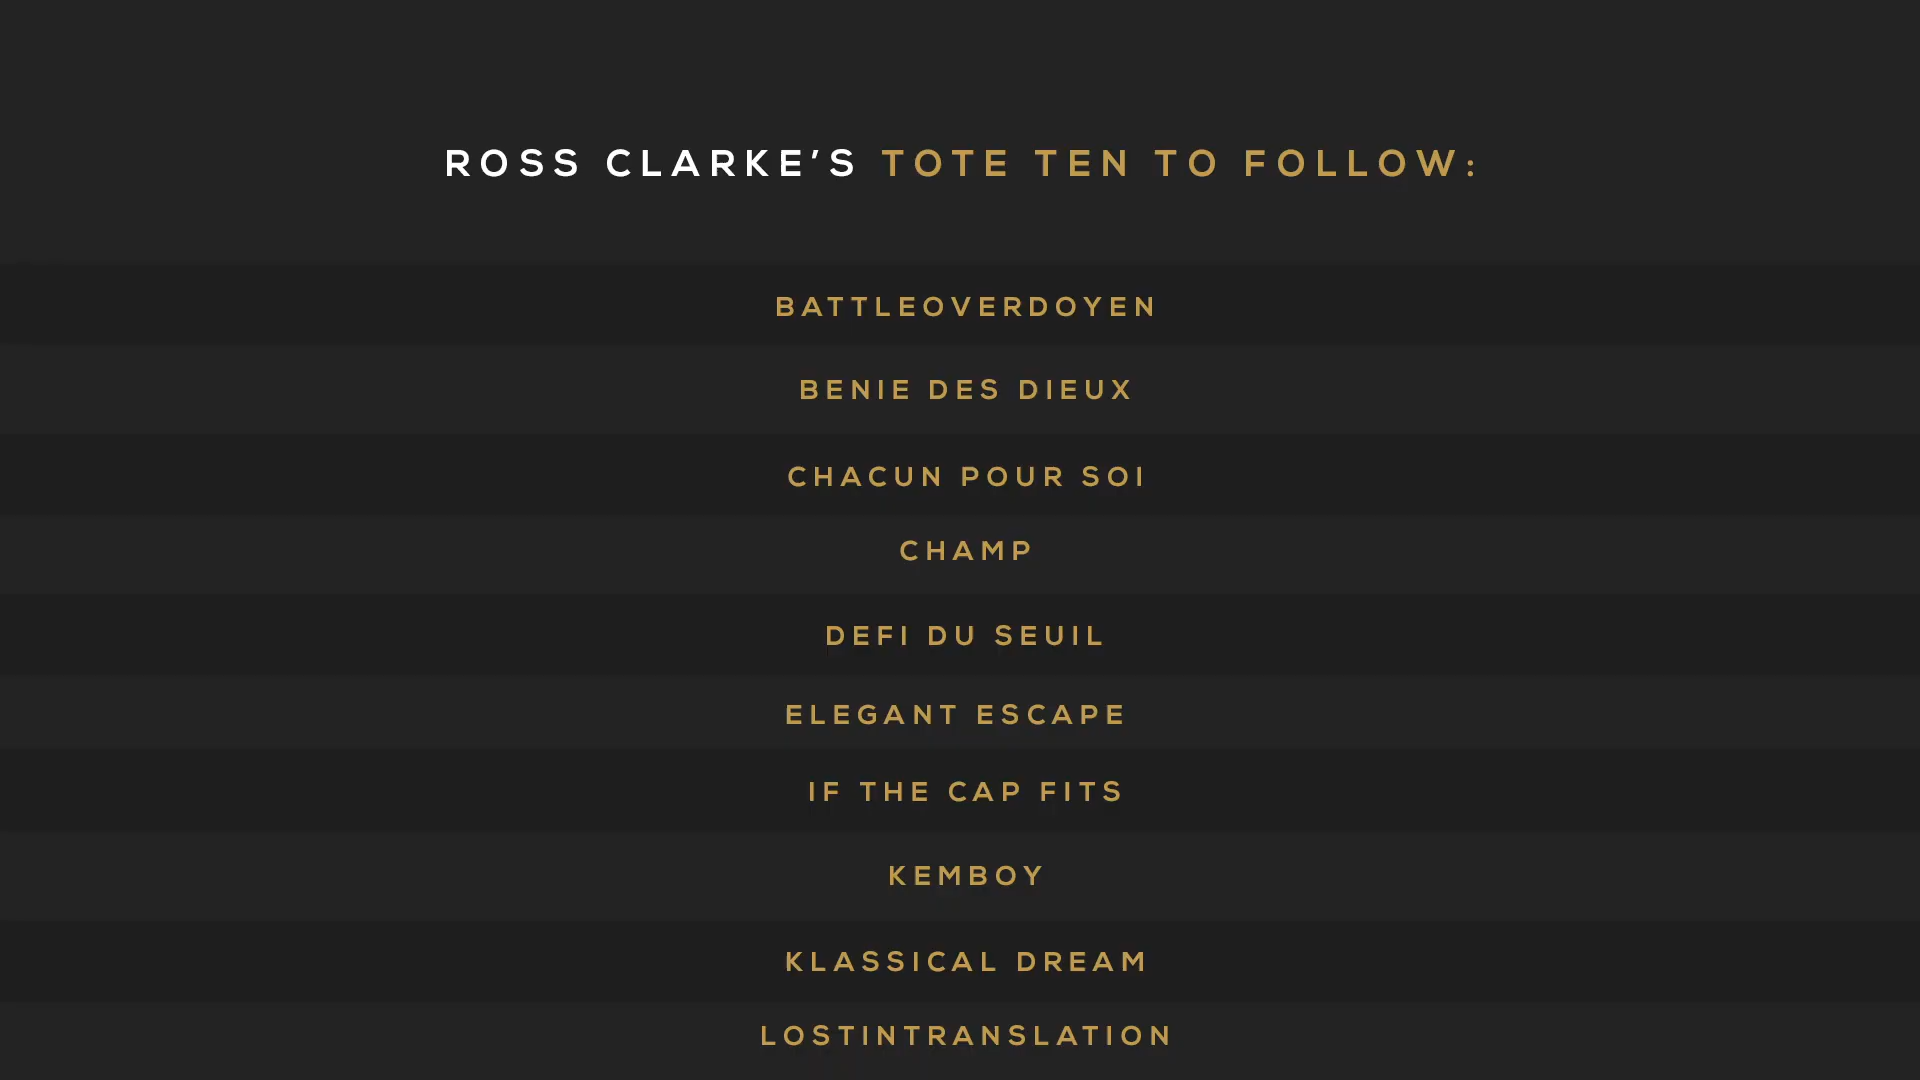 ROSS CLARKE'S TOTE TEN TO FOLLOW:
BATTLEOVERDOYEN
BENIE DES DIEUX
CHACUN POUR SOI
CHAMP
DEFI DU SEUIL
ELEGANT ESCAPE
IF THE CAP FITS
KEMBOY
KLASSICAL DREAM
LOSTINTRANSLATION